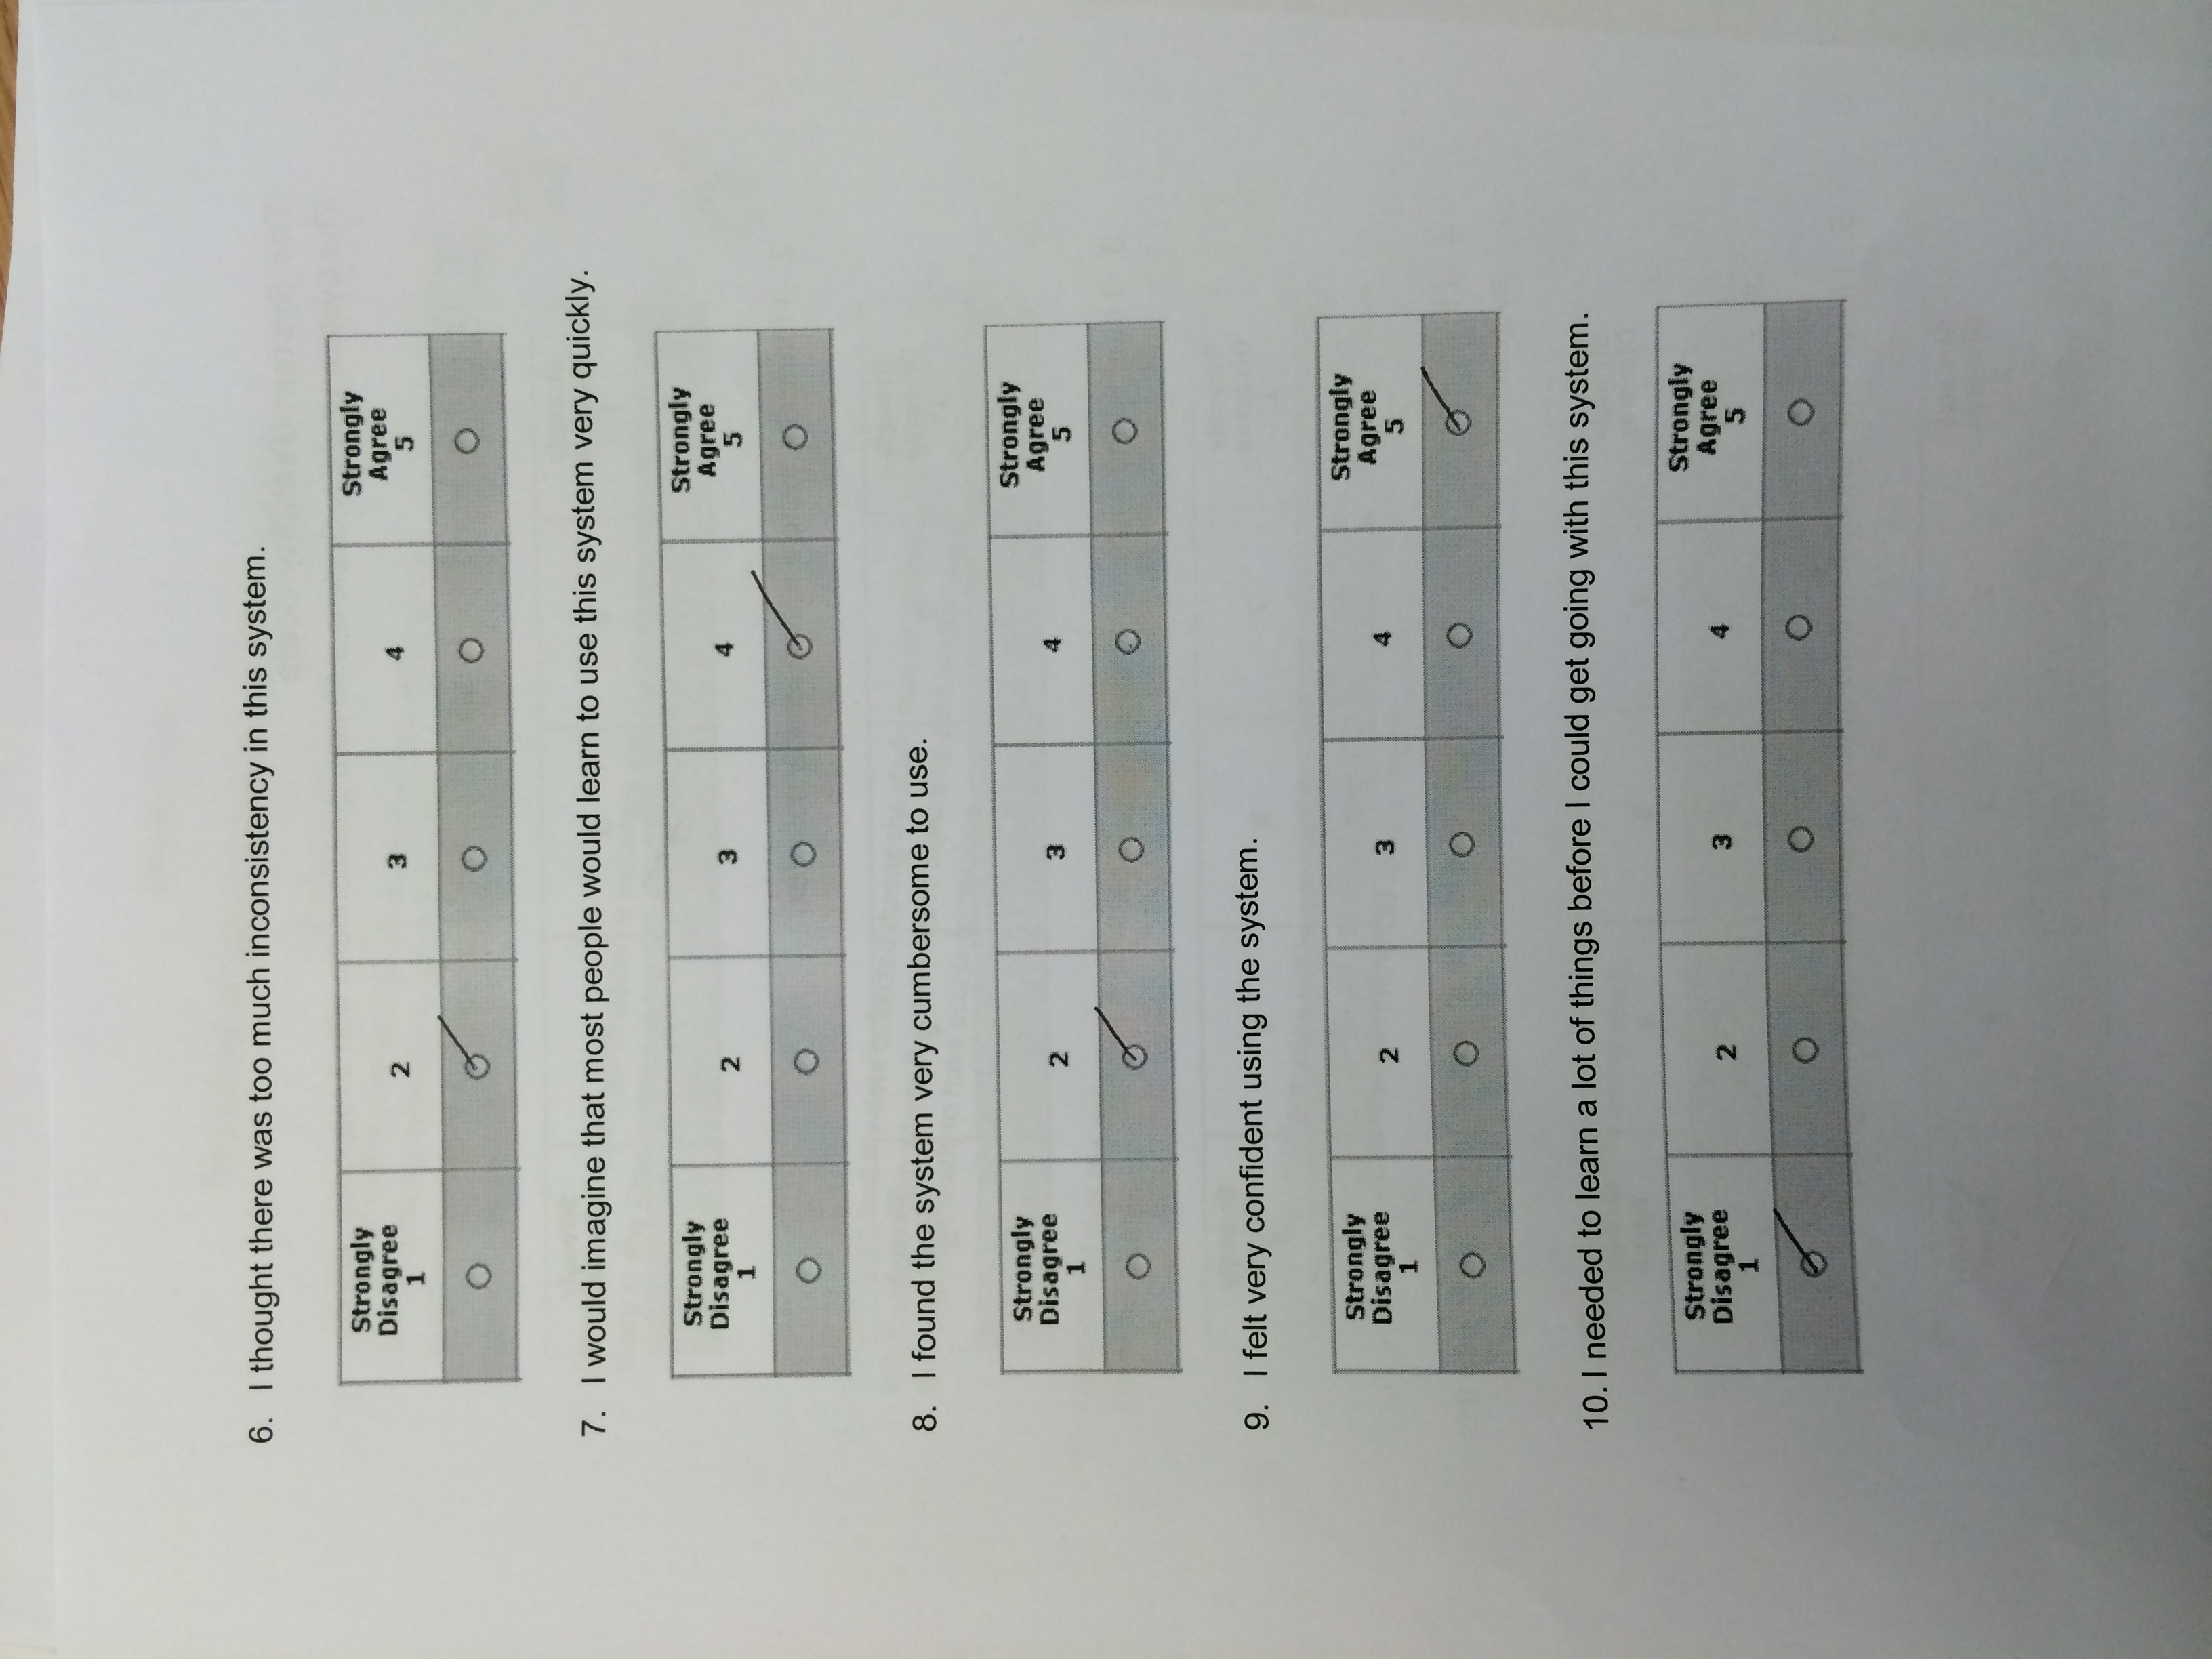 6. I thought there was too much inconsistency in this system.
Strongly Disagree 1 2 3 4 Strongly Agree 5
7. I would imagine that most people would learn to use this system very quickly.
Strongly Disagree 1 2 3 4 Strongly Agree 5
8. I found the system very cumbersome to use.
Strongly Disagree 1 2 3 4 Strongly Agree 5
9. I felt very confident using the system.
Strongly Disagree 1 2 3 4 Strongly Agree 5
10. I needed to learn a lot of things before I could get going with this system.
Strongly Disagree 1 2 3 4 Strongly Agree 5